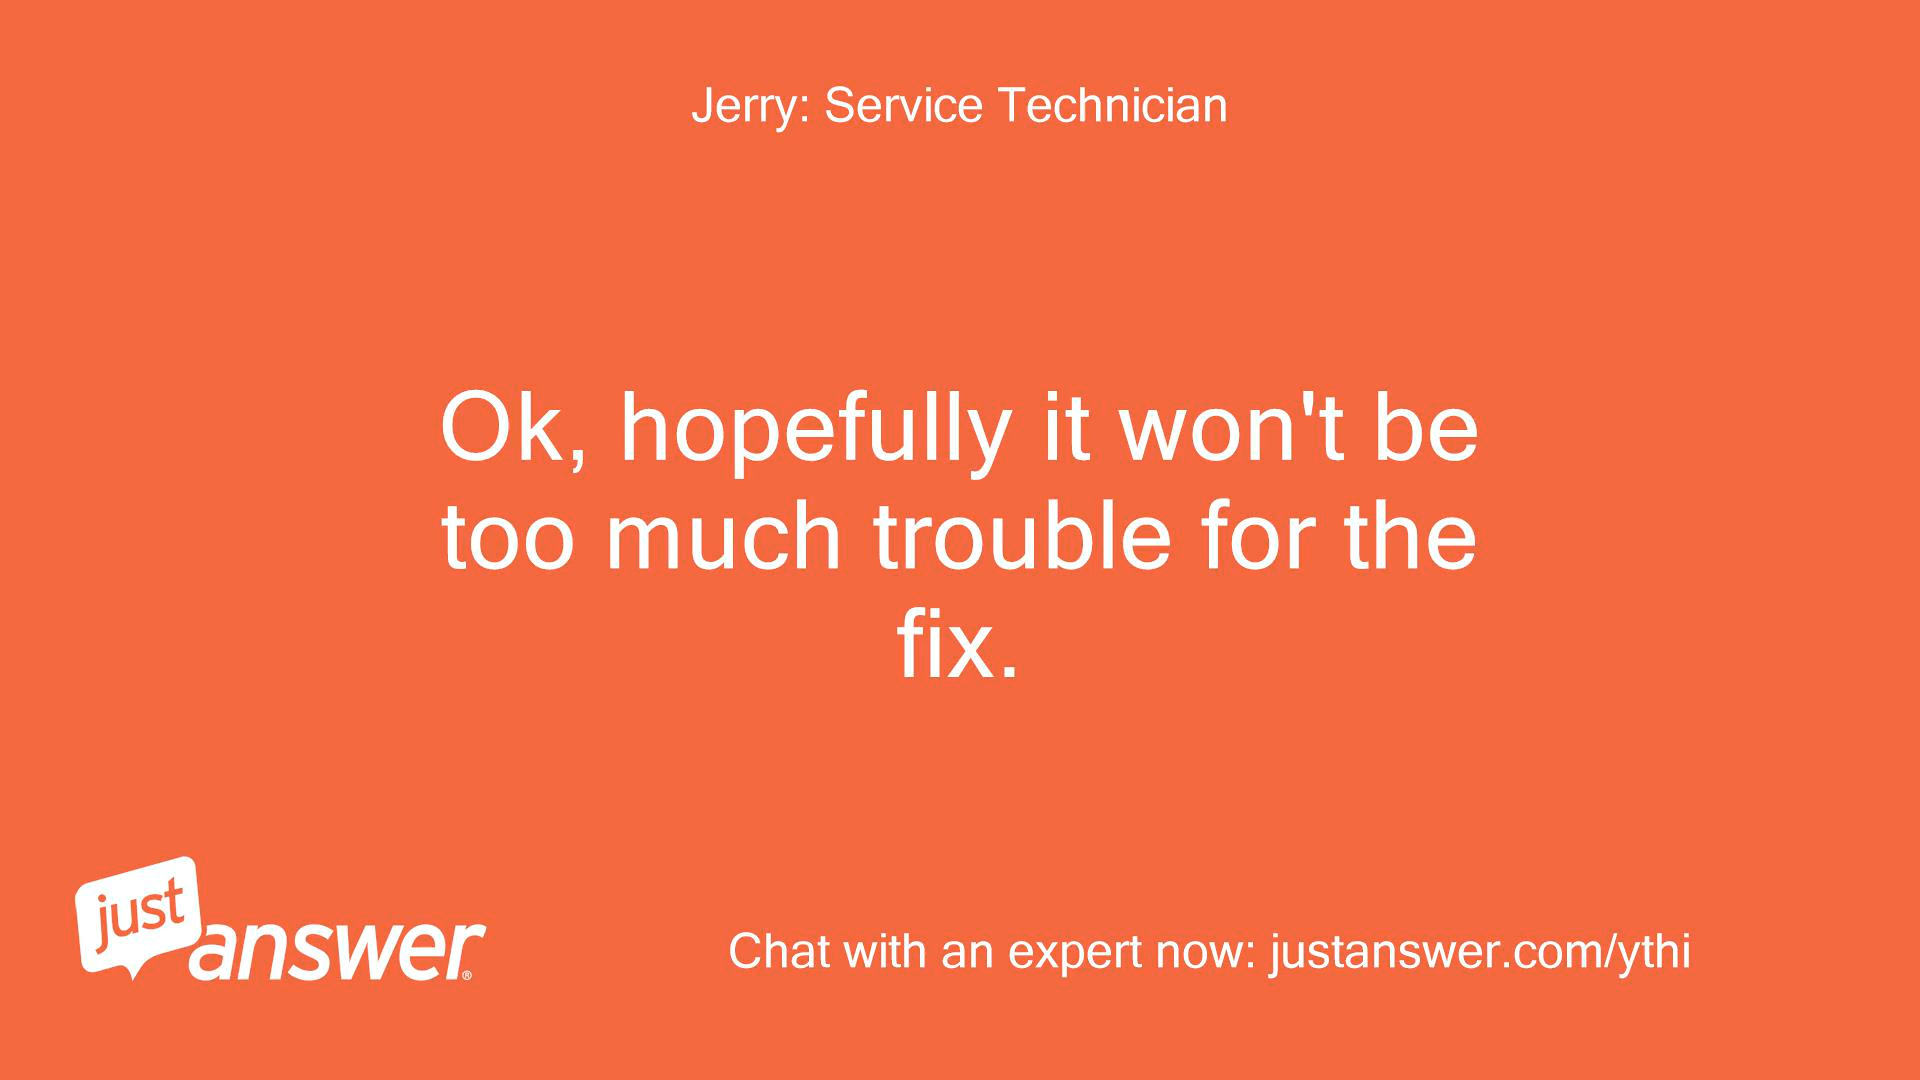 Jerry: Service Technician
Ok, hopefully it won't be
too much trouble for the
fix.
just
answer®
Chat with an expert now: justanswer.com/ythi